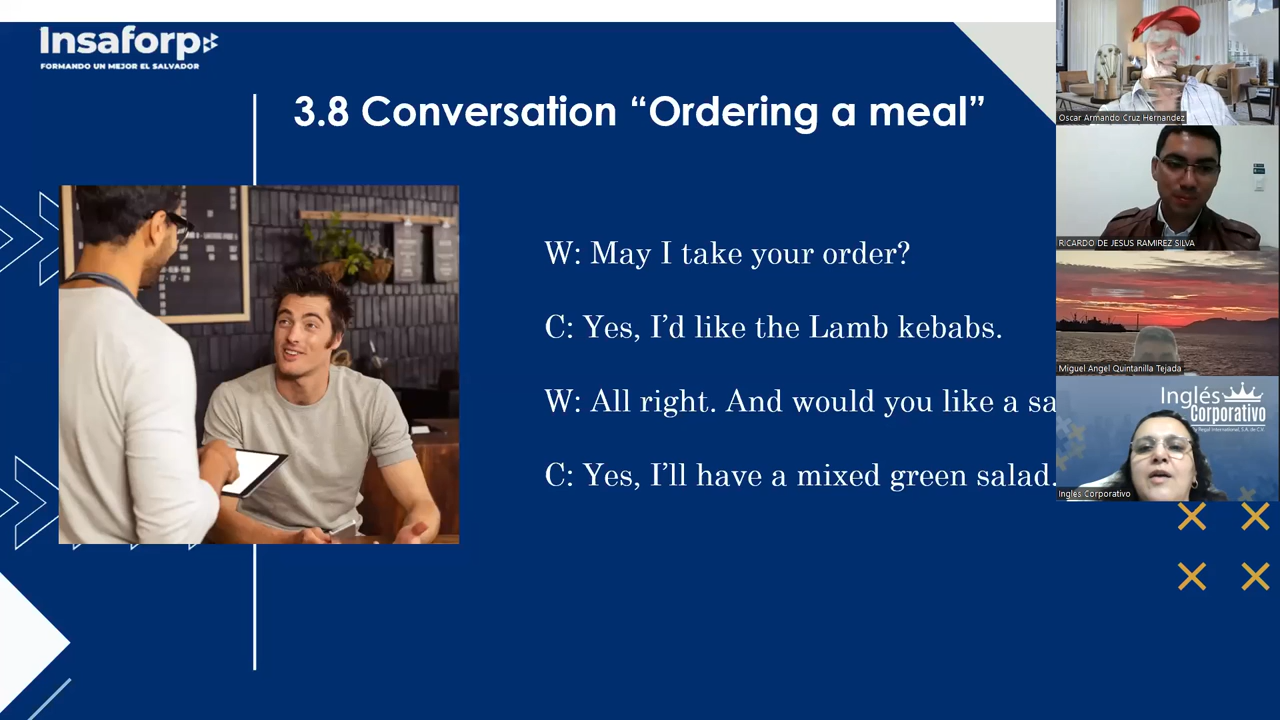 Insaforp
FORMANDO UN MEJOR EL SALVADOR
3.8 Conversation “Ordering a meal”
W: May I take your order?
C: Yes, I’d like the Lamb kebabs.
W: All right. And would you like a sa
C: Yes, I’ll have a mixed green salad.
Oscar Armando Cruz Hernandez
RICARDO DE JESUS RAMIREZ SILVA
Miguel Angel Quintanilla Tejada
Inglés
Corporativo
Inglés Corporativo